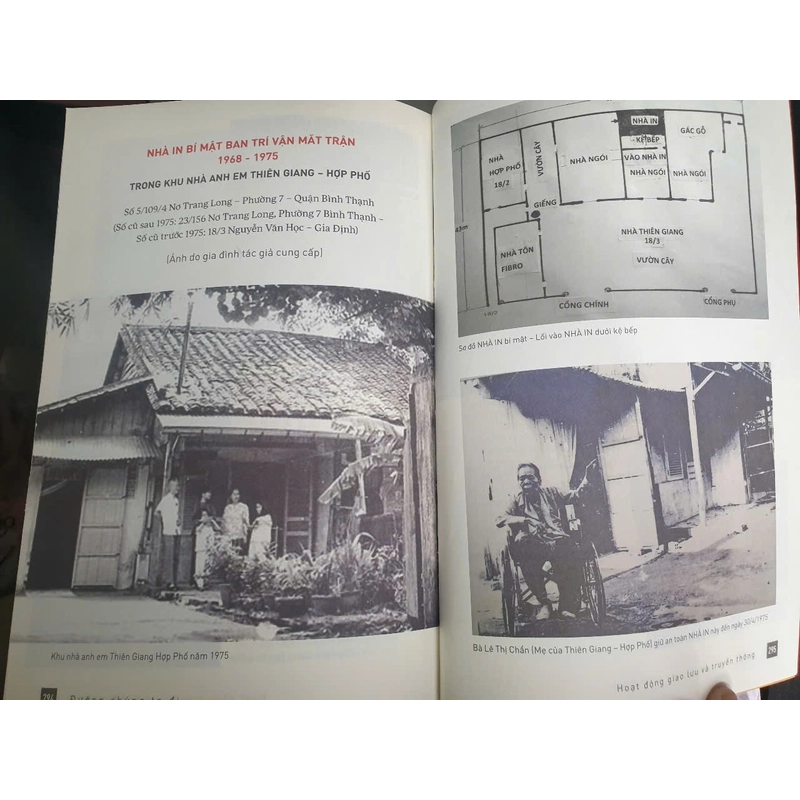 NHÀ IN BÍ MẬT BAN TRÍ VẬN MẶT TRẬN
1968 - 1975
TRONG KHU NHÀ ANH EM THIÊN GIANG – HỢP PHỐ
Số 5/109/4 Nơ Trang Long – Phường 7 – Quận Bình Thạnh
(Số cũ sau 1975: 23/156 Nơ Trang Long, Phường 7 Bình Thạnh –
Số cũ trước 1975: 18/3 Nguyễn Văn Học – Gia Định)
(Ảnh do gia đình tác giả cung cấp)
Khu nhà anh em Thiên Giang Hợp Phố năm 1975
294
Đường chúng ta đi
NHÀ IN
KỆ BẾP
GÁC GỖ
NHÀ
HỢP PHỐ
18/2
VƯỜN CÂY
NHÀ NGÓI
VÀO NHÀ IN
NHÀ NGÓI
NHÀ NGÓI
GIẾNG
43m
NHÀ TÔN
FIBRO
NHÀ THIÊN GIANG
18/3
VƯỜN CÂY
CỔNG CHÍNH
CỔNG PHỤ
Sơ đồ NHÀ IN bí mật – Lối vào NHÀ IN dưới kệ bếp
Bà Lê Thị Chẩn (Mẹ của Thiên Giang – Hợp Phố) giữ an toàn NHÀ IN này đến ngày 30/4/1975
295
Hoạt động giao lưu và truyền thông